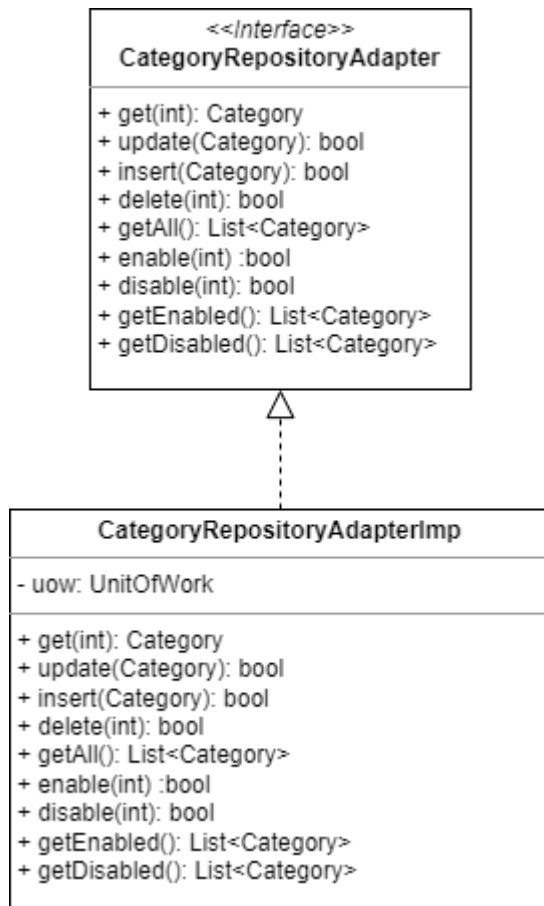 <<Interface>>
CategoryRepositoryAdapter
+ get(int): Category
+ update(Category): bool
+ insert(Category): bool
+ delete(int): bool
+ getAll(): List<Category>
+ enable(int) :bool
+ disable(int): bool
+ getEnabled(): List<Category>
+ getDisabled(): List<Category>
CategoryRepositoryAdapterImp
- uow: UnitOfWork
+ get(int): Category
+ update(Category): bool
+ insert(Category): bool
+ delete(int): bool
+ getAll(): List<Category>
+ enable(int) :bool
+ disable(int): bool
+ getEnabled(): List<Category>
+ getDisabled(): List<Category>